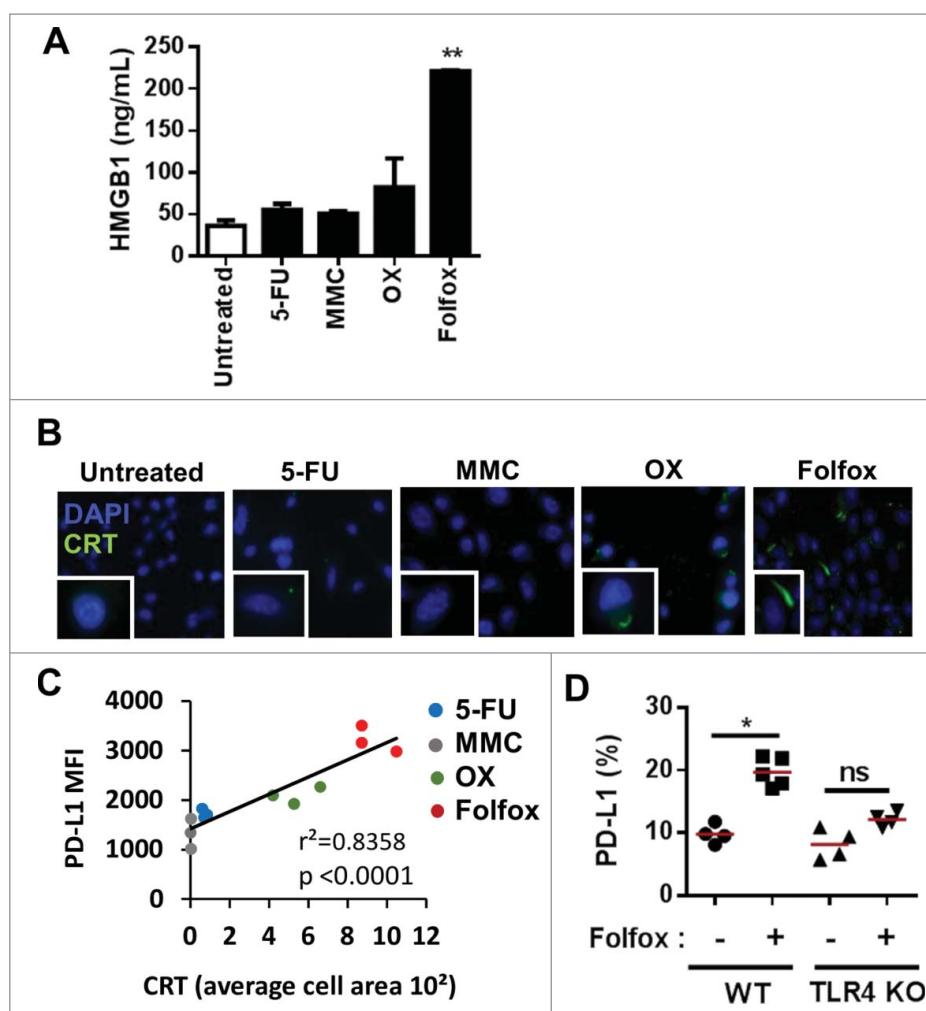 A
HMGB1 (ng/mL)
250
200
150
100
50
0
**
Untreated
5-FU
MMC
OX
Folfox
B
Untreated 5-FU MMC OX Folfox
DAPI
CRT
C
PD-L1 MFI
4000
3000
2000
1000
0
0 2 4 6 8 10 12
CRT (average cell area 10²)
r²=0.8358
p <0.0001
5-FU
MMC
OX
Folfox
D
PD-L1 (%)
30
20
10
0
*
ns
Folfox : - + - +
WT TLR4 KO